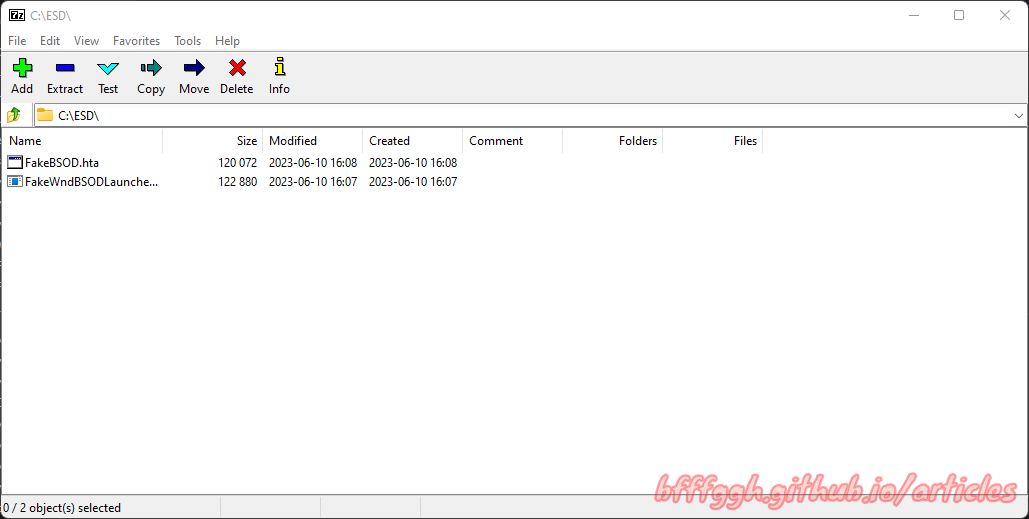 C:\ESD\
File Edit View Favorites Tools Help
Add Extract Test Copy Move Delete Info
C:\ESD\
Name Size Modified Created Comment Folders Files
FakeBSOD.hta 120 072 2023-06-10 16:08 2023-06-10 16:08
FakeWndBSODLaunche... 122 880 2023-06-10 16:07 2023-06-10 16:07
bfffggh.github.io/articles
0 / 2 object(s) selected